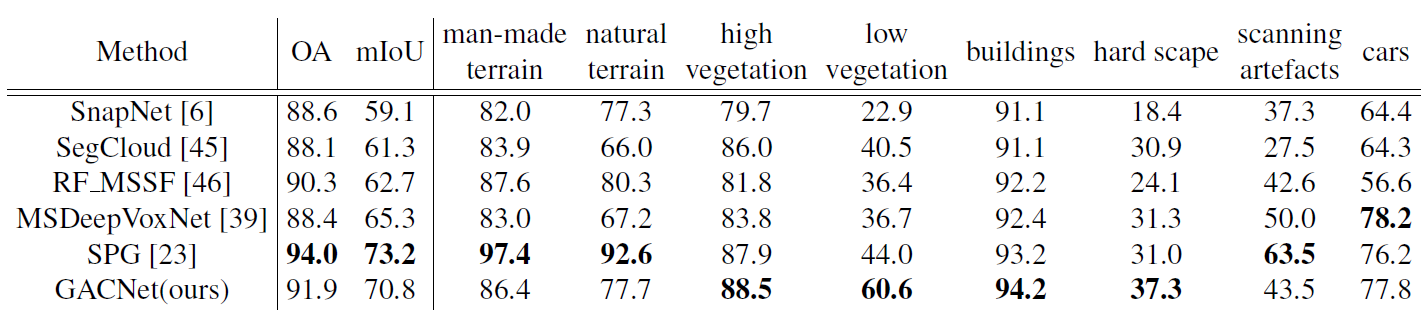 Method OA mIoU man-made terrain natural terrain high vegetation low vegetation buildings hard scape scanning artefacts cars
SnapNet [6] 88.6 59.1 82.0 77.3 79.7 22.9 91.1 18.4 37.3 64.4
SegCloud [45] 88.1 61.3 83.9 66.0 86.0 40.5 91.1 30.9 27.5 64.3
RF_MSSF [46] 90.3 62.7 87.6 80.3 81.8 36.4 92.2 24.1 42.6 56.6
MSDeepVoxNet [39] 88.4 65.3 83.0 67.2 83.8 36.7 92.4 31.3 50.0 78.2
SPG [23] 94.0 73.2 97.4 92.6 87.9 44.0 93.2 31.0 63.5 76.2
GACNet(ours) 91.9 70.8 86.4 77.7 88.5 60.6 94.2 37.3 43.5 77.8